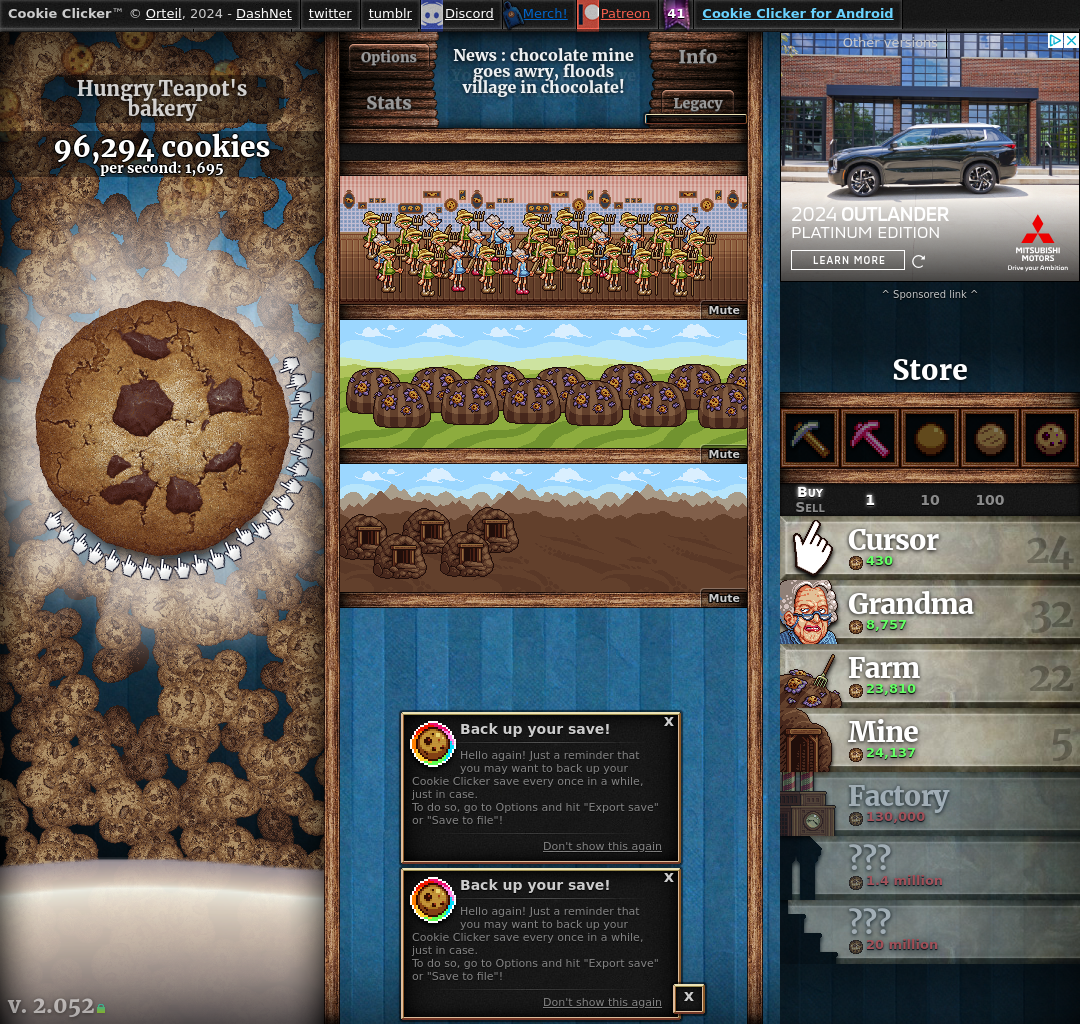 Cookie Clicker™ © Orteil, 2024 - DashNet
twitter
tumblr
Discord
Merch!
Patreon
41
Cookie Clicker for Android
Other versions
Hungry Teapot's
bakery
96,294 cookies
per second: 1,695
v. 2.052
Options
Stats
News : chocolate mine
goes awry, floods
village in chocolate!
Info
Legacy
Mute
Mute
Mute
Back up your save!
x
Hello again! Just a reminder that
you may want to back up your
Cookie Clicker save every once in a while,
just in case.
To do so, go to Options and hit "Export save"
or "Save to file"!
Don't show this again
Back up your save!
x
Hello again! Just a reminder that
you may want to back up your
Cookie Clicker save every once in a while,
just in case.
To do so, go to Options and hit "Export save"
or "Save to file"!
Don't show this again
X
2024 OUTLANDER
PLATINUM EDITION
LEARN MORE
MITSUBISHI
MOTORS
Drive your Ambition
^ Sponsored link ^
Store
Buy
Sell
1
10
100
Cursor
430
24
Grandma
8,757
32
Farm
23,810
22
Mine
24,137
5
Factory
130,000
???
1.4 million
???
20 million